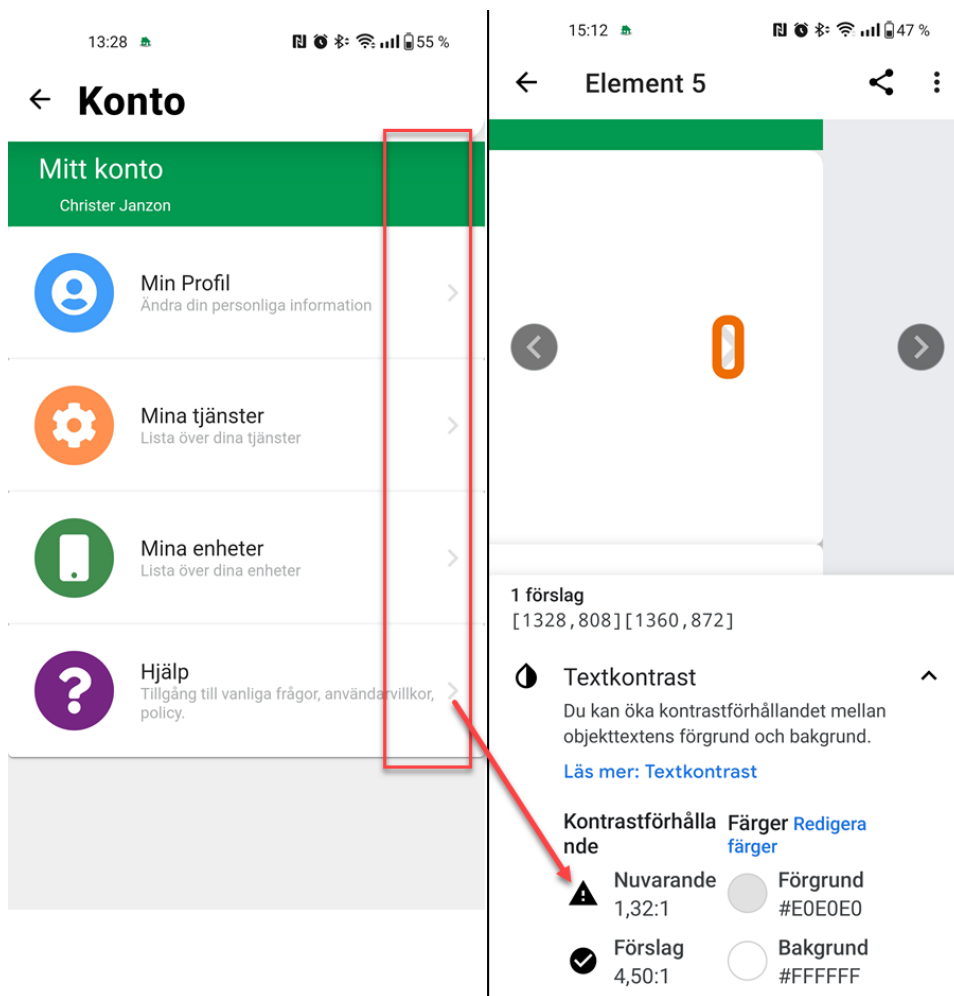 13:28
55 %
Konto
Mitt konto
Christer Janzon
Min Profil
Ändra din personliga information
Mina tjänster
Lista över dina tjänster
Mina enheter
Lista över dina enheter
Hjälp
Tillgång till vanliga frågor, användarvillkor,
policy.
15:12
47 %
Element 5
1 förslag
[1328,808][1360,872]
Textkontrast
Du kan öka kontrastförhållandet mellan
objekttextens förgrund och bakgrund.
Läs mer: Textkontrast
Kontrastförhålla
nde
Färger Redigera
färger
Nuvarande
1,32:1
Förgrund
#E0E0E0
Förslag
4,50:1
Bakgrund
#FFFFFF